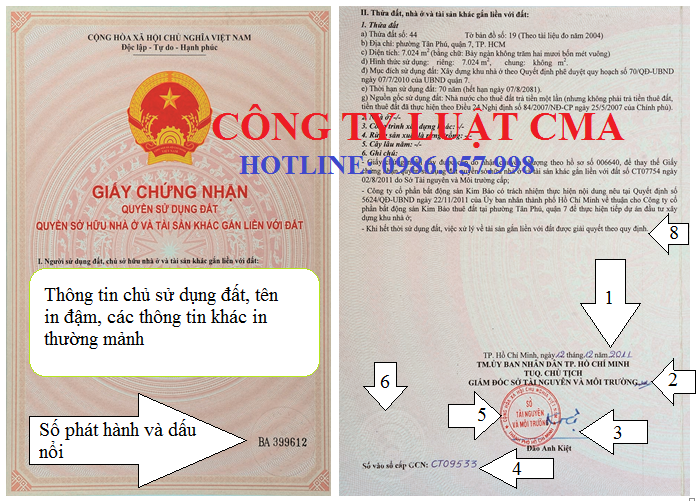 CỘNG HÒA XÃ HỘI CHỦ NGHĨA VIỆT NAM
Độc lập - Tự do - Hạnh phúc
GIẤY CHỨNG NHẬN
QUYỀN SỬ DỤNG ĐẤT
QUYỀN SỞ HỮU NHÀ Ở VÀ TÀI SẢN KHÁC GẮN LIỀN VỚI ĐẤT
I. Người sử dụng đất, chủ sở hữu nhà ở và tài sản khác gắn liền với đất:
Thông tin chủ sử dụng đất, tên
in đậm, các thông tin khác in
thường mảnh
Số phát hành và dấu
nổi
BA 399612
II. Thửa đất, nhà ở và tài sản khác gắn liền với đất:
1. Thửa đất
a) Thửa đất số: 44 Tờ bản đồ số: 19 (Theo tài liệu đo năm 2004)
b) Địa chỉ: phường Tân Phú, quận 7, TP. HCM
c) Diện tích: 7.024 m² (bằng chữ: Bảy ngàn không trăm hai mươi bốn mét vuông)
d) Hình thức sử dụng: riêng: 7.024 m², chung: không m².
đ) Mục đích sử dụng đất: Xây dựng khu nhà ở theo Quyết định phê duyệt quy hoạch số 70/QĐ-UBND
ngày 07/7/2010 của UBND quận 7.
e) Thời hạn sử dụng đất: 70 năm (hết hạn ngày 07/8/2081).
g) Nguồn gốc sử dụng đất: Nhà nước cho thuê đất trả tiền một lần (nhưng không phải trả tiền thuê đất,
tiền thuê đất đã thực hiện theo Điều 24 Nghị định số 84/2007/NĐ-CP ngày 25/5/2007 của Chính phủ).
2. Nhà ở: -/-
3. Công trình xây dựng khác: -/-
4. Rừng sản xuất là rừng trồng: -/-
5. Cây lâu năm: -/-
6. Ghi chú:
CÔNG TY LUẬT CMA
HOTLINE: 0986.057.998
Giấy chứng nhận này được cấp do nhận chuyển nhượng theo hồ sơ số 006640, để thay thế Giấy
chứng nhận quyền sử dụng đất quyền sở hữu nhà ở và tài sản khác gắn liền với đất số CT07754
02/8/2011 do Sở Tài nguyên và Môi trường cấp;
- Công ty cổ phần bất động sản Kim Bảo có trách nhiệm thực hiện nội dung nêu tại Quyết định số
5624/QĐ-UBND ngày 22/11/2011 của Ủy ban nhân dân thành phố Hồ Chí Minh về thuận cho Công ty cổ
phần bất động sản Kim Bảo thuê đất tại phường Tân Phú, quận 7 để thực hiện tiếp dự án đầu tư xây
dựng khu nhà ở;
- Khi hết thời sử dụng đất, việc xử lý về tài sản gắn liền với đất được giải quyết theo quy định.
8
1
TP. Hồ Chí Minh, ngày 12 tháng 12 năm 2011
TM.ỦY BAN NHÂN DÂN TP. HỒ CHÍ MINH
TUQ. CHỦ TỊCH
GIÁM ĐỐC SỞ TÀI NGUYÊN VÀ MÔI TRƯỜNG
2
6
5
SỞ
TÀI NGUYÊN
VÀ MÔI TRƯỜNG
3
Đào Anh Kiệt
Số vào sổ cấp GCN: CT09533
4